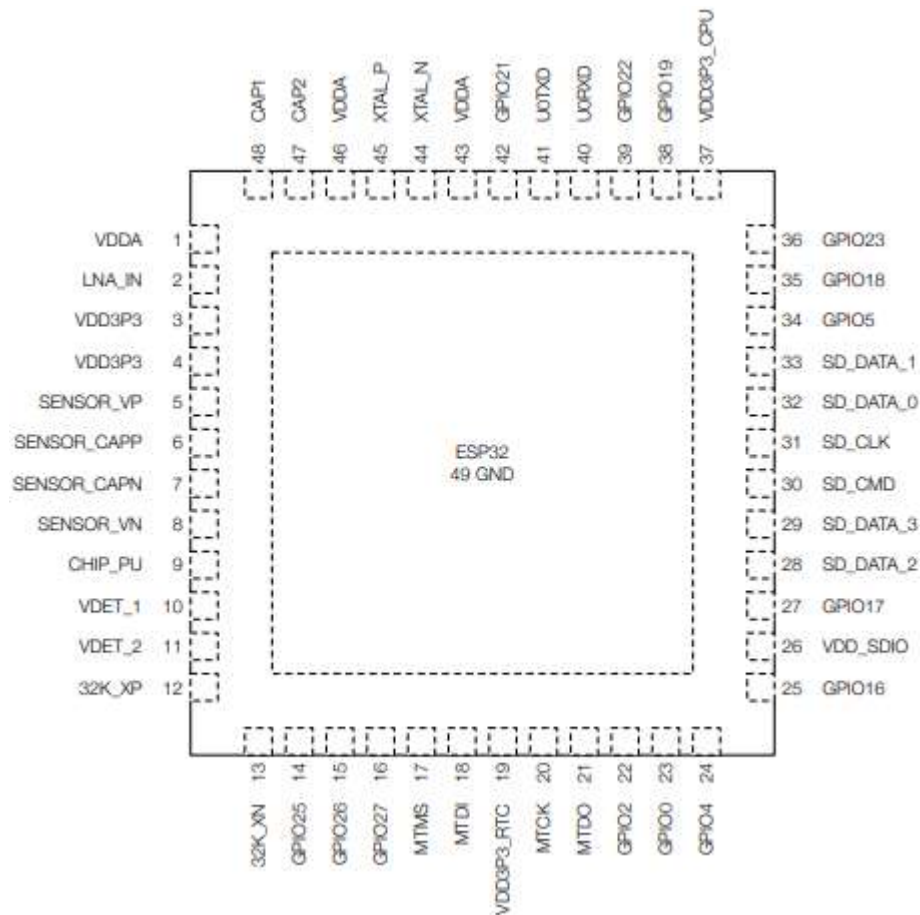 CAP1 48
CAP2 47
VDDA 46
XTAL_P 45
XTAL_N 44
VDDA 43
GPIO21 42
U0TXD 41
U0RXD 40
GPIO22 39
GPIO19 38
VDD3P3_CPU 37
VDDA 1
LNA_IN 2
VDD3P3 3
VDD3P3 4
SENSOR_VP 5
SENSOR_CAPP 6
SENSOR_CAPN 7
SENSOR_VN 8
CHIP_PU 9
VDET_1 10
VDET_2 11
32K_XP 12
ESP32
49 GND
36 GPIO23
35 GPIO18
34 GPIO5
33 SD_DATA_1
32 SD_DATA_0
31 SD_CLK
30 SD_CMD
29 SD_DATA_3
28 SD_DATA_2
27 GPIO17
26 VDD_SDIO
25 GPIO16
32K_XN 13
GPIO25 14
GPIO26 15
GPIO27 16
MTMS 17
MTDI 18
VDD3P3_RTC 19
MTCK 20
MTDO 21
GPIO2 22
GPIO0 23
GPIO4 24